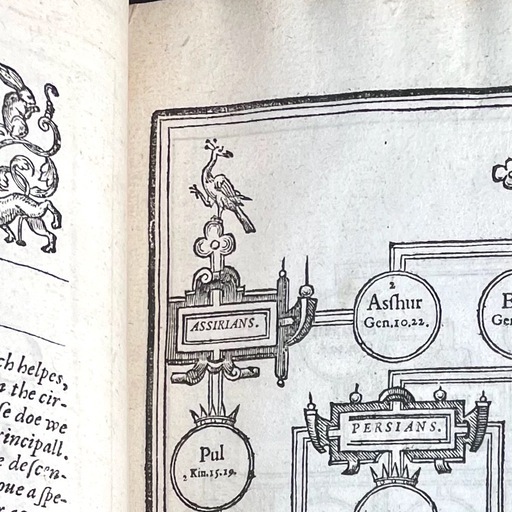 ch helpes,
the cir-
ſe doe we
rincipall.
deſcen-
oue a ſpe-
ASSIRIANS.
2
Aſſhur
Gen.10.22.
Pul
2 Kin.15.19.
PERSIANS.